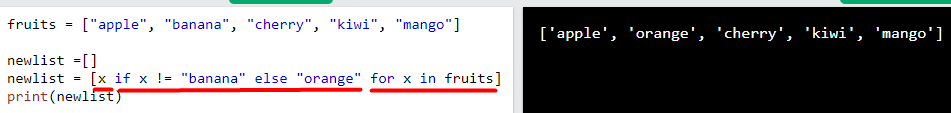 fruits = ["apple", "banana", "cherry", "kiwi", "mango"]
newlist =[]
newlist = [x if x != "banana" else "orange" for x in fruits]
print(newlist)
['apple', 'orange', 'cherry', 'kiwi', 'mango']